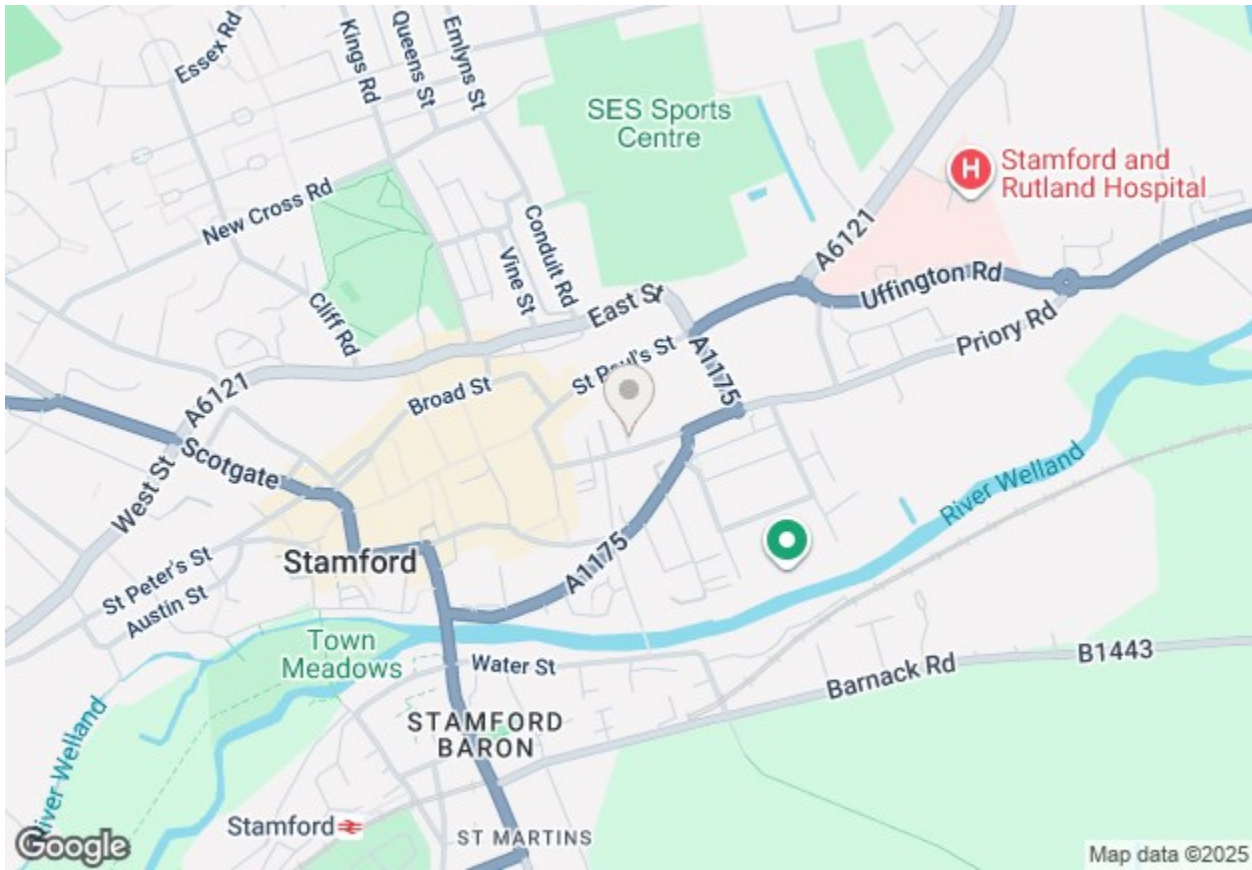 Essex Rd
Kings Rd
Queens St
Emlyns St
SES Sports
Centre
H
Stamford and
Rutland Hospital
New Cross Rd
Conduit Rd
Vine St
A6121
Uffington Rd
Cliff Rd
East St
Priory Rd
St Paul's St
A1175
A6121
Broad St
Scotgate
West St
River Welland
Stamford
A1175
St Peter's St
Austin St
Town
Meadows
Water St
Barnack Rd
B1443
River Welland
STAMFORD
BARON
Stamford
ST MARTINS
Google
Map data ©2025